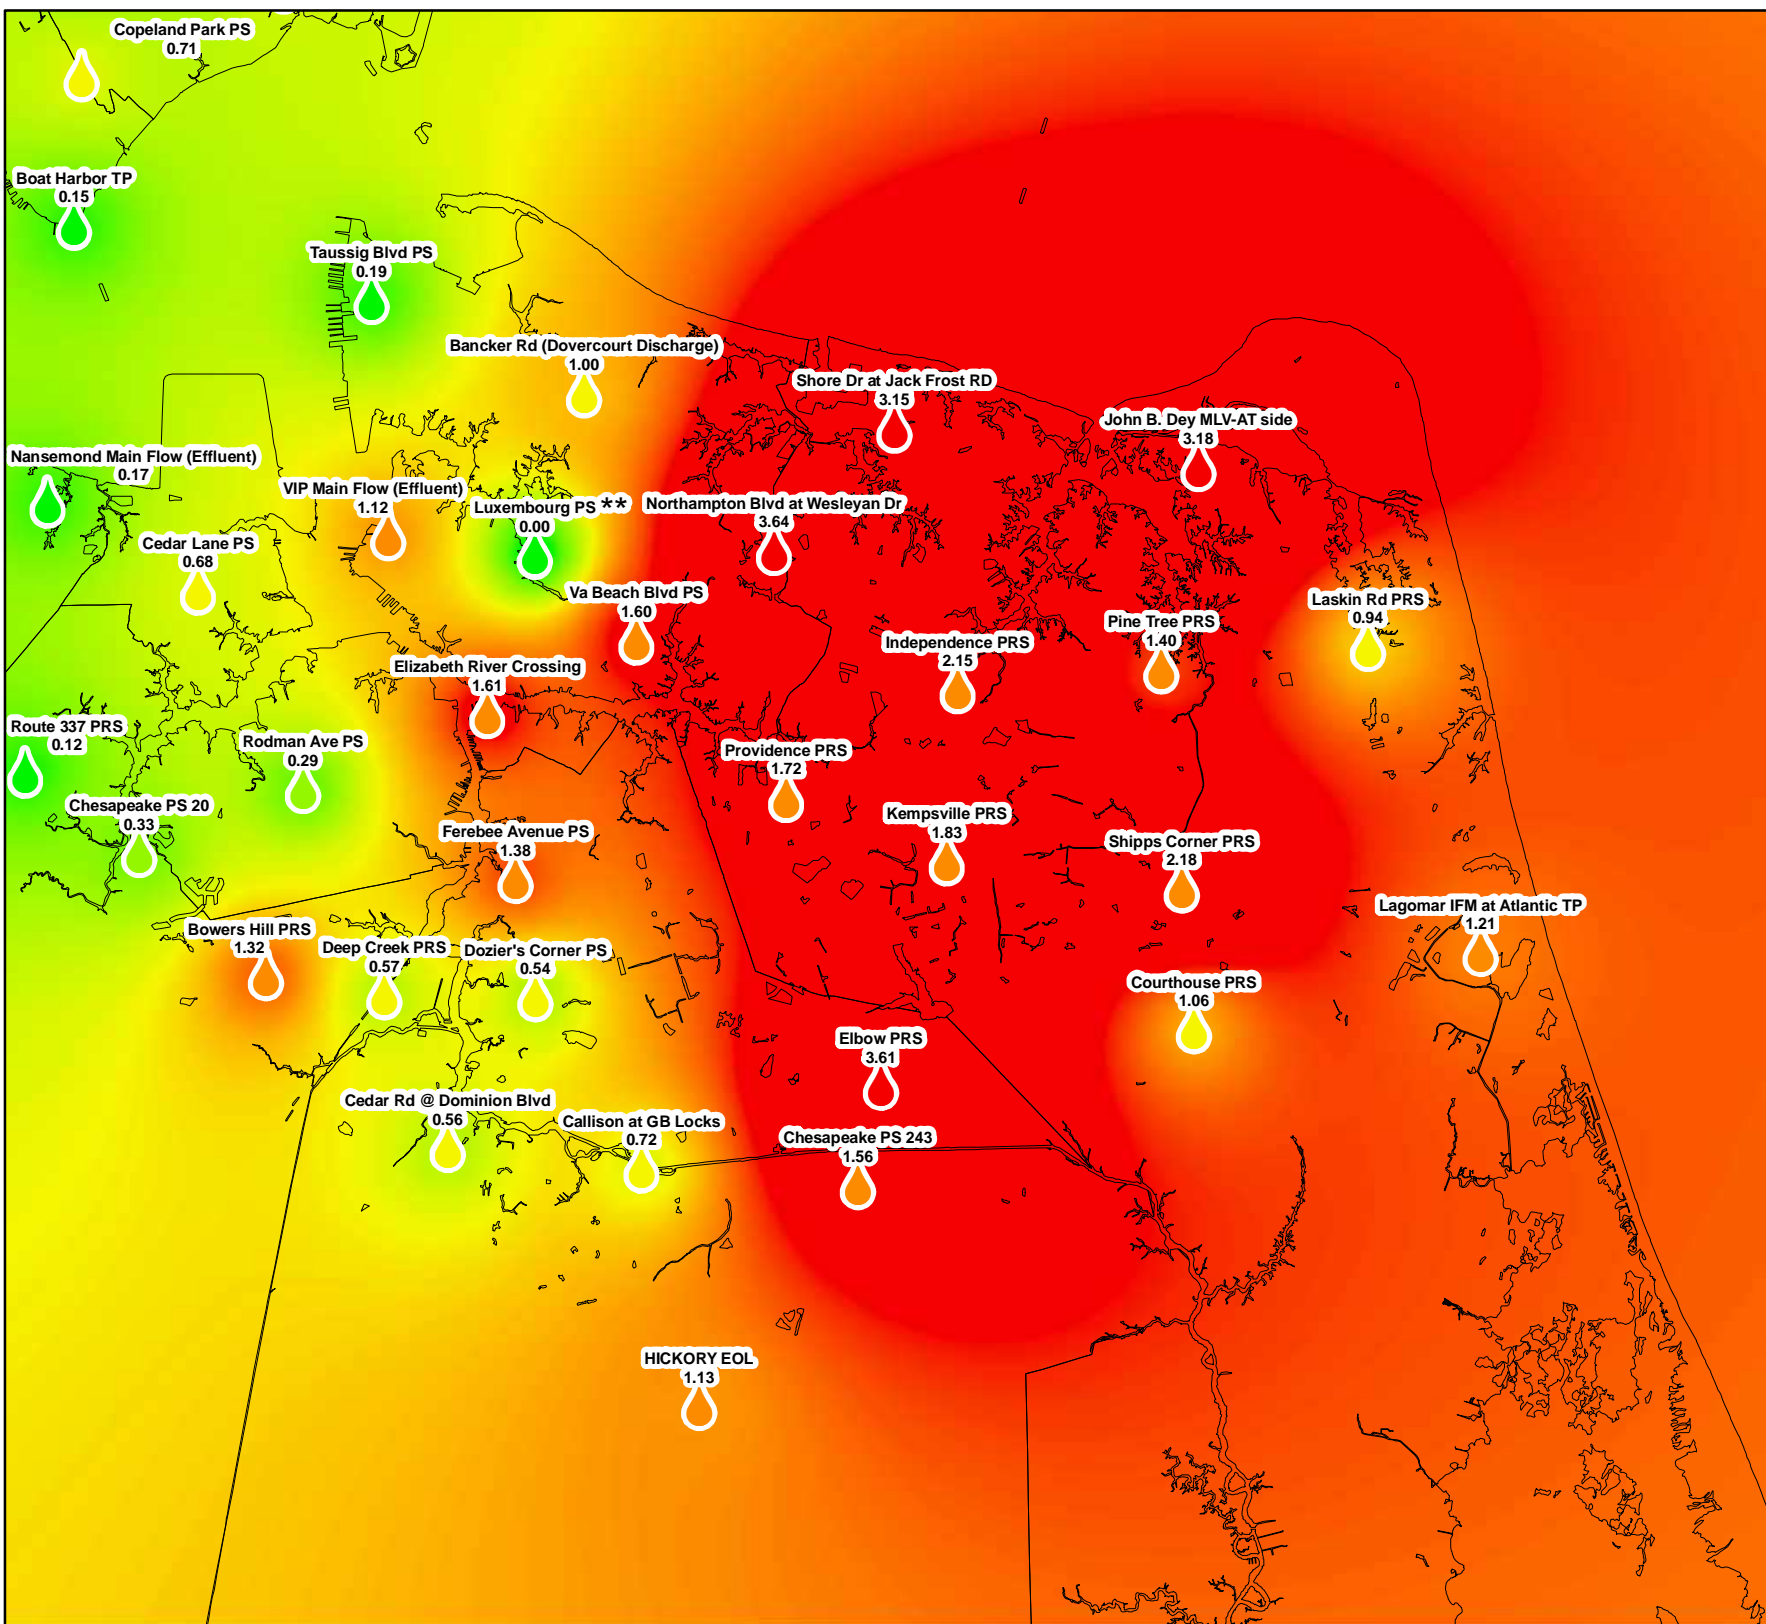 Copeland Park PS
0.71
Boat Harbor TP
0.15
Taussig Blvd PS
0.19
Bancker Rd (Dovercourt Discharge)
1.00
Shore Dr at Jack Frost RD
3.15
John B. Dey MLV-AT side
3.18
Nansemond Main Flow (Effluent)
0.17
VIP Main Flow (Effluent)
1.12
Luxembourg PS **
0.00
Northampton Blvd at Wesleyan Dr
3.64
Cedar Lane PS
0.68
Va Beach Blvd PS
1.60
Laskin Rd PRS
0.94
Pine Tree PRS
1.40
Independence PRS
2.15
Elizabeth River Crossing
1.61
Route 337 PRS
0.12
Rodman Ave PS
0.29
Providence PRS
1.72
Chesapeake PS 20
0.33
Ferebee Avenue PS
1.38
Kempsville PRS
1.83
Shipps Corner PRS
2.18
Lagomar IFM at Atlantic TP
1.21
Bowers Hill PRS
1.32
Deep Creek PRS
0.57
Dozier's Corner PS
0.54
Courthouse PRS
1.06
Elbow PRS
3.61
Cedar Rd @ Dominion Blvd
0.56
Callison at GB Locks
0.72
Chesapeake PS 243
1.56
HICKORY EOL
1.13